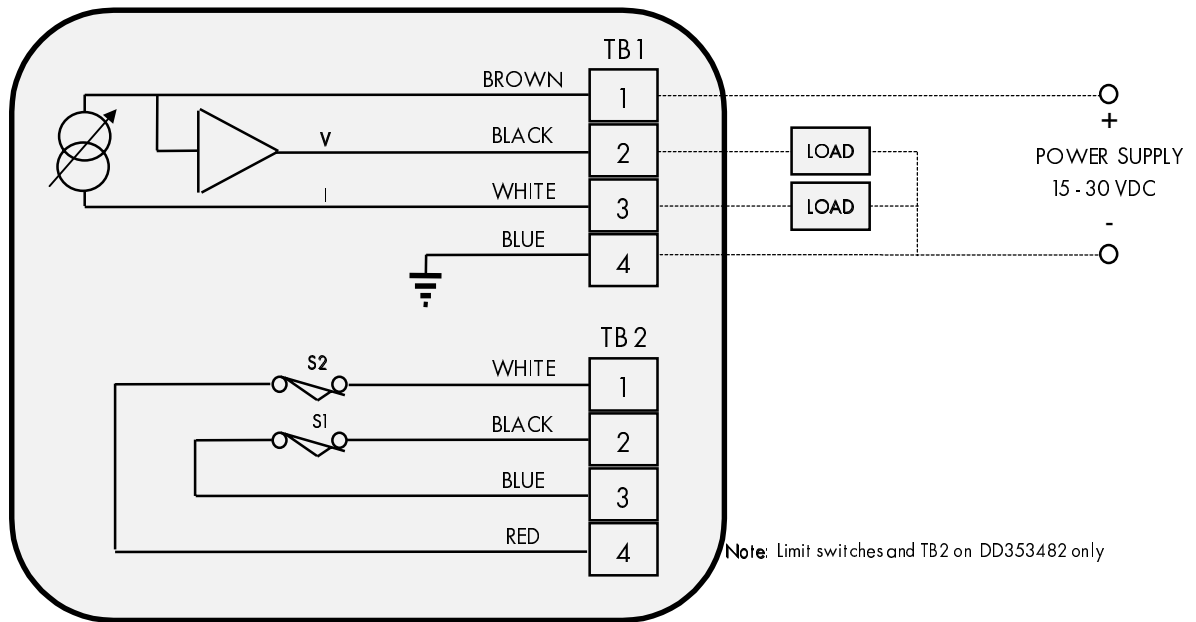 TB1
BROWN
1
+
BLACK
V
2
LOAD
POWER SUPPLY
15 - 30 VDC
WHITE
I
3
LOAD
-
BLUE
4
TB2
S2
WHITE
1
S1
BLACK
2
BLUE
3
RED
4
Note: Limit switches and TB2 on DD353482 only